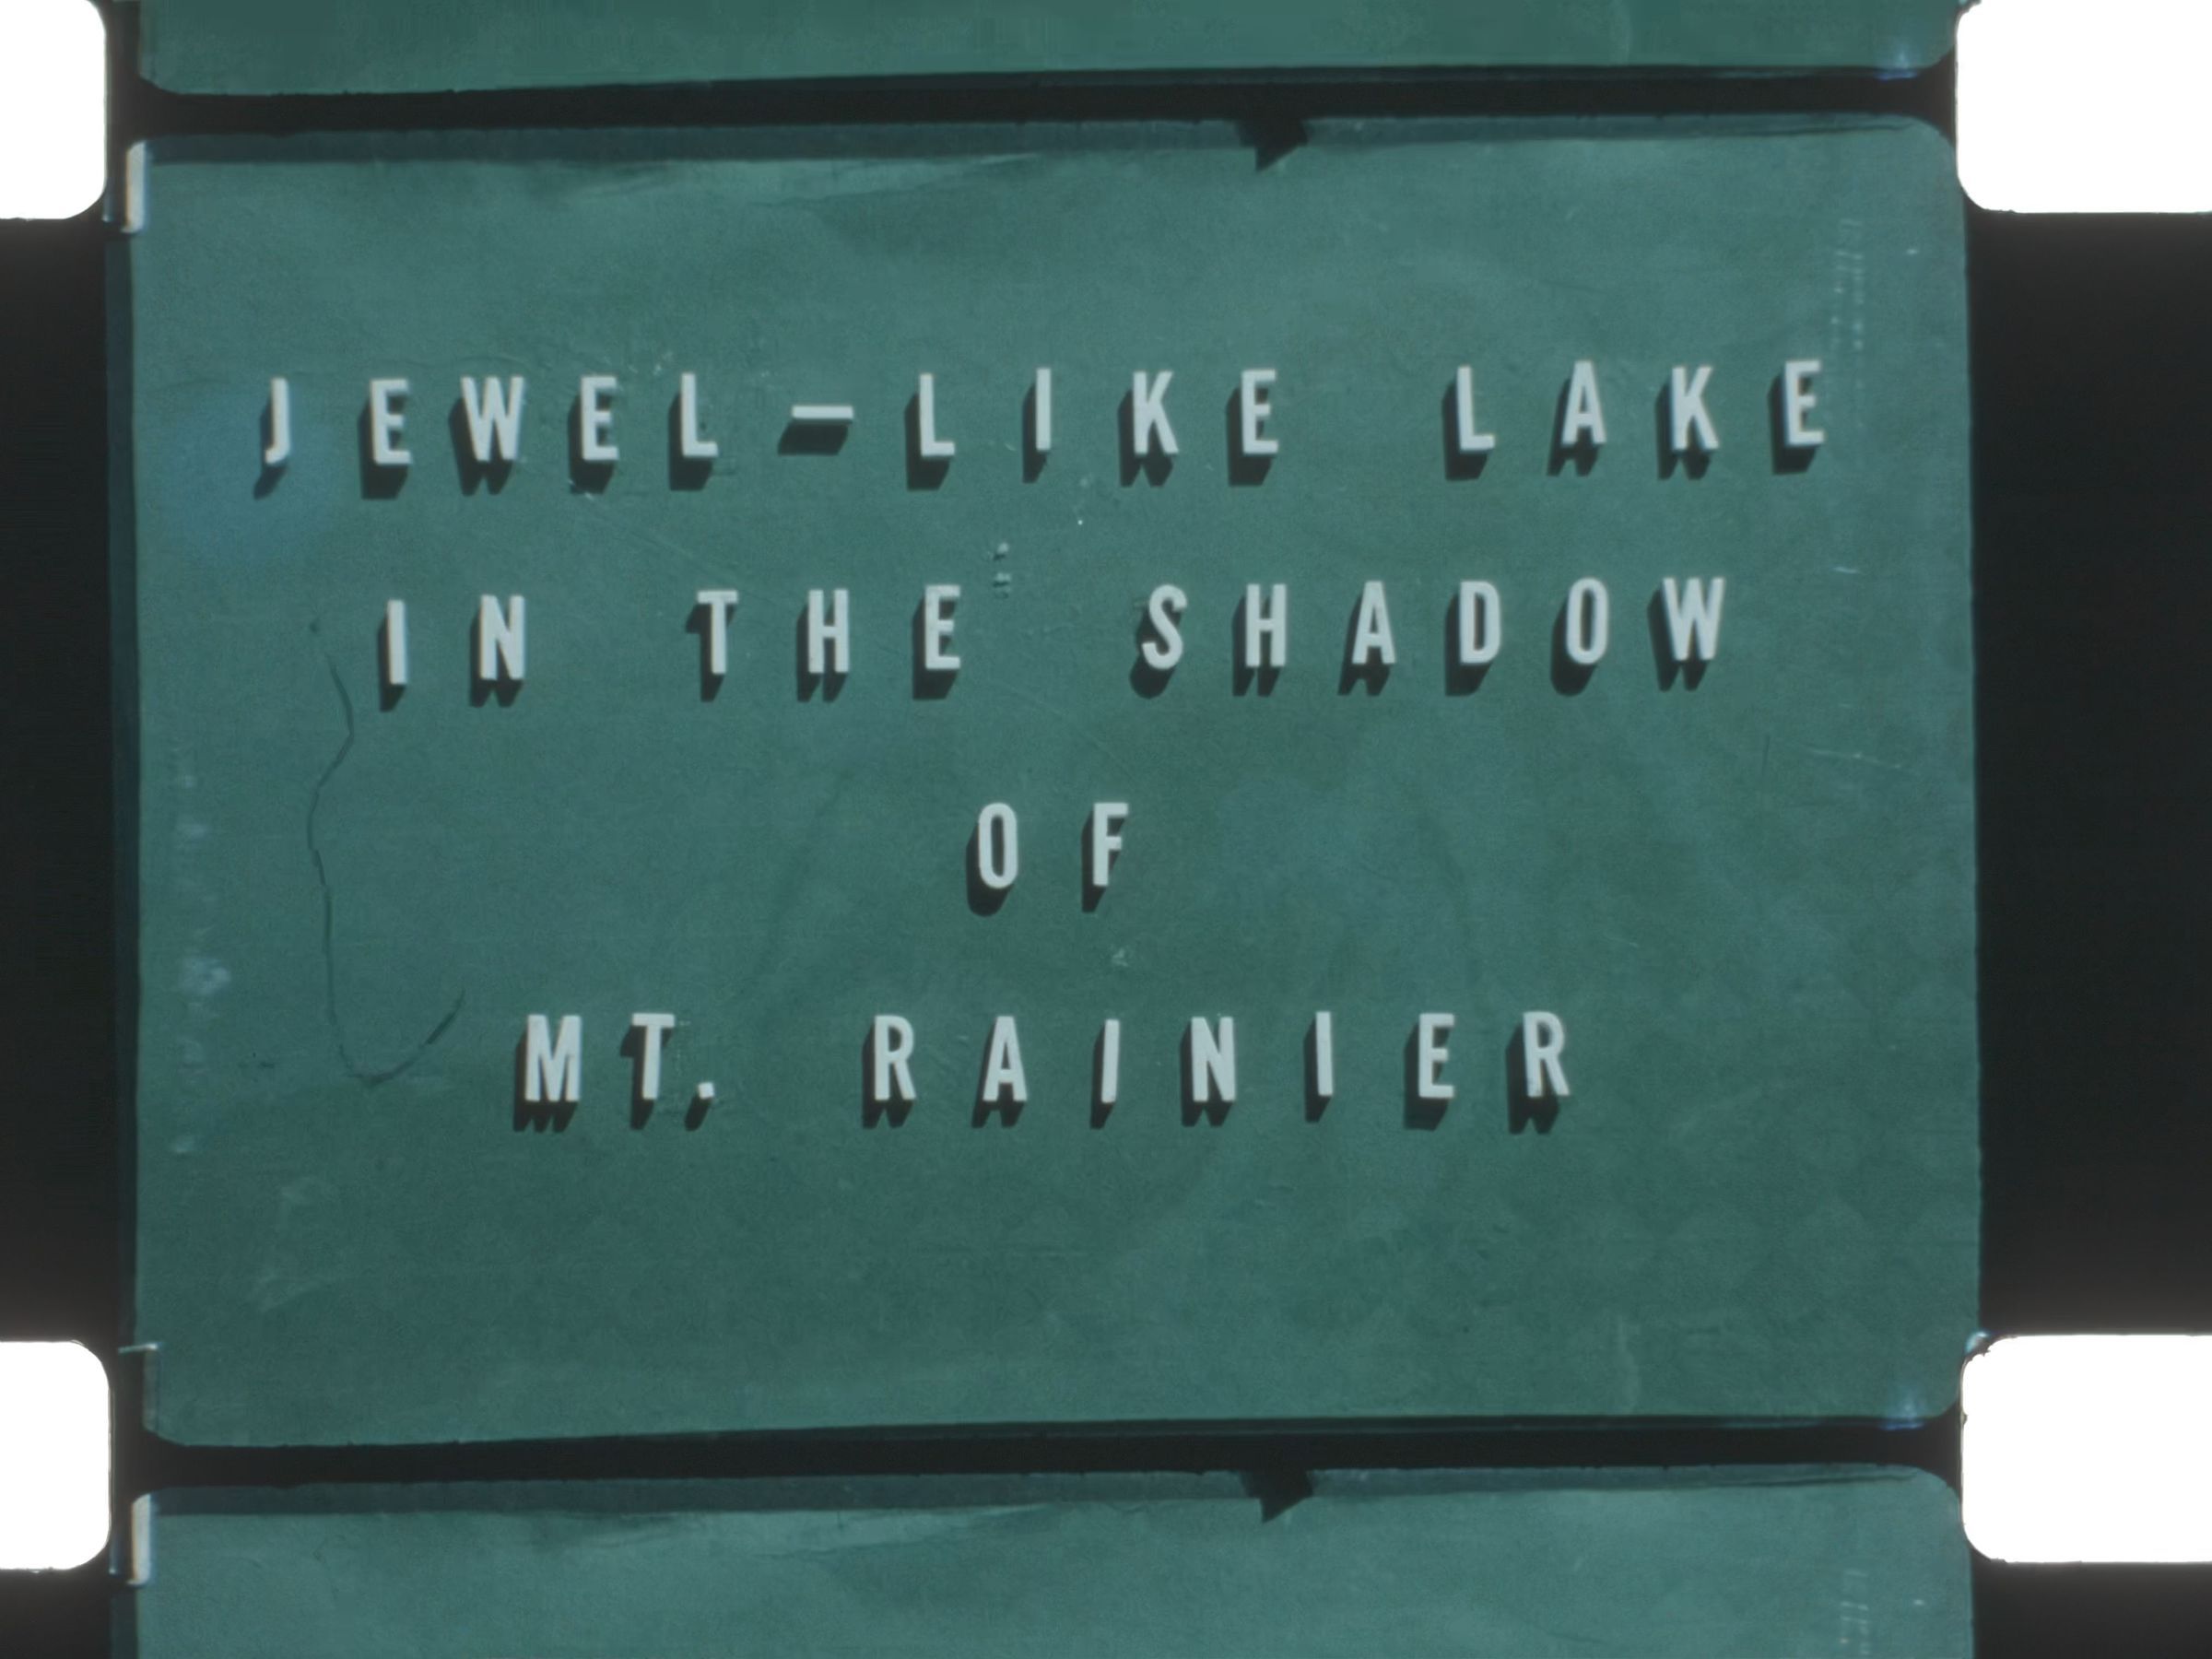 JEWEL-LIKE LAKE
IN THE SHADOW
OF
MT. RAINIER